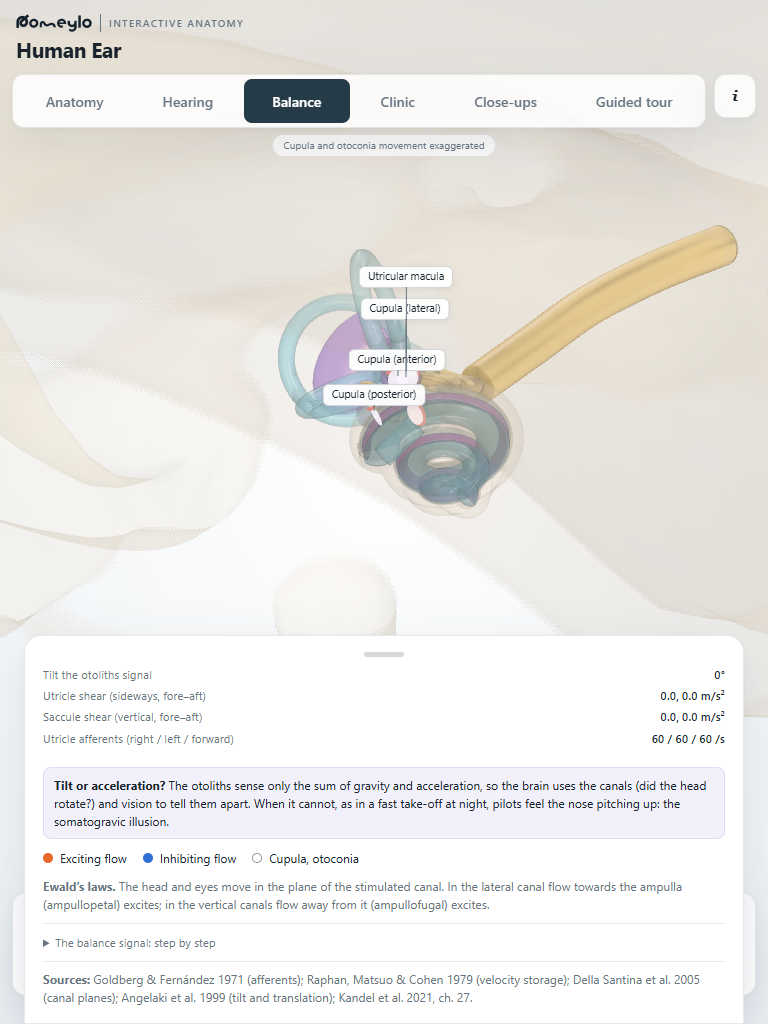 Domeylo INTERACTIVE ANATOMY
Human Ear
Anatomy Hearing Balance Clinic Close-ups Guided tour i
Cupula and otoconia movement exaggerated
Utricular macula
Cupula (lateral)
Cupula (anterior)
Cupula (posterior)
Tilt the otoliths signal 0°
Utricle shear (sideways, fore–aft) 0.0, 0.0 m/s²
Saccule shear (vertical, fore–aft) 0.0, 0.0 m/s²
Utricle afferents (right / left / forward) 60 / 60 / 60 /s
Tilt or acceleration? The otoliths sense only the sum of gravity and acceleration, so the brain uses the canals (did the head
rotate?) and vision to tell them apart. When it cannot, as in a fast take-off at night, pilots feel the nose pitching up: the
somatogravic illusion.
Exciting flow Inhibiting flow Cupula, otoconia
Ewald’s laws. The head and eyes move in the plane of the stimulated canal. In the lateral canal flow towards the ampulla
(ampullopetal) excites; in the vertical canals flow away from it (ampullofugal) excites.
The balance signal: step by step
Sources: Goldberg & Fernández 1971 (afferents); Raphan, Matsuo & Cohen 1979 (velocity storage); Della Santina et al. 2005
(canal planes); Angelaki et al. 1999 (tilt and translation); Kandel et al. 2021, ch. 27.